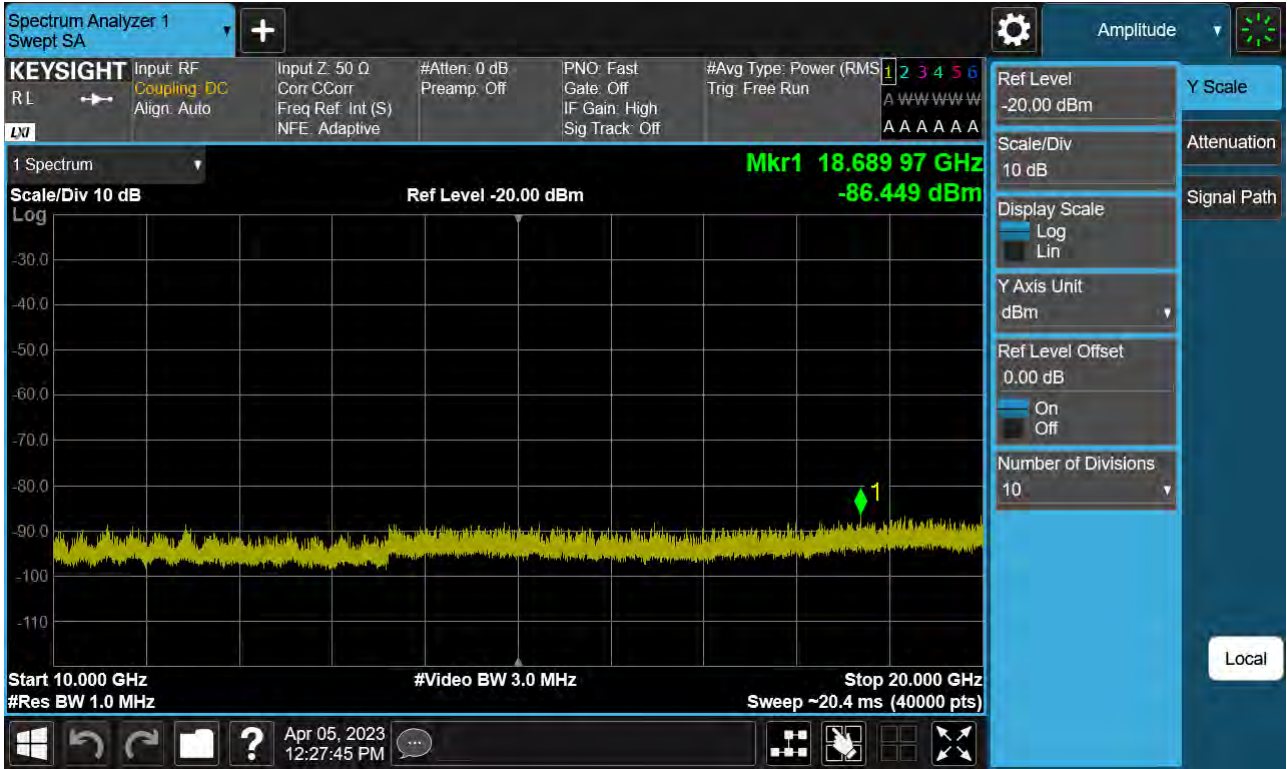 Spectrum Analyzer 1
Swept SA
+
Amplitude
KEYSIGHT
R L
LXI
Input: RF
Coupling: DC
Align: Auto
Input Z: 50 Ω
Corr CCorr
Freq Ref: Int (S)
NFE: Adaptive
#Atten: 0 dB
Preamp: Off
PNO: Fast
Gate: Off
IF Gain: High
Sig Track: Off
#Avg Type: Power (RMS
Trig: Free Run
1 2 3 4 5 6
A W W W W W
A A A A A A
1 Spectrum
Scale/Div 10 dB
Ref Level -20.00 dBm
Mkr1 18.689 97 GHz
-86.449 dBm
Log
-30.0
-40.0
-50.0
-60.0
-70.0
-80.0
-90.0
-100
-110
1
Start 10.000 GHz
#Video BW 3.0 MHz
Stop 20.000 GHz
#Res BW 1.0 MHz
Sweep ~20.4 ms (40000 pts)
Ref Level
-20.00 dBm
Scale/Div
10 dB
Display Scale
Log
Lin
Y Axis Unit
dBm
Ref Level Offset
0.00 dB
On
Off
Number of Divisions
10
Y Scale
Attenuation
Signal Path
Local
?
Apr 05, 2023
12:27:45 PM